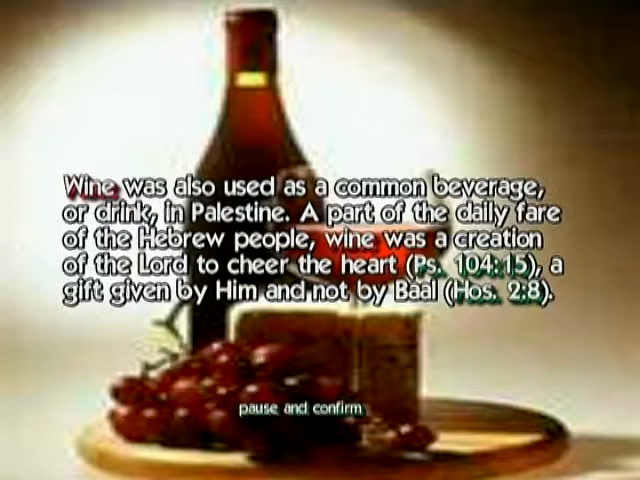 Wine was also used as a common beverage,
or drink, in Palestine. A part of the daily fare
of the Hebrew people, wine was a creation
of the Lord to cheer the heart (Ps. 104:15), a
gift given by Him and not by Baal (Hos. 2:8).
pause and confirm